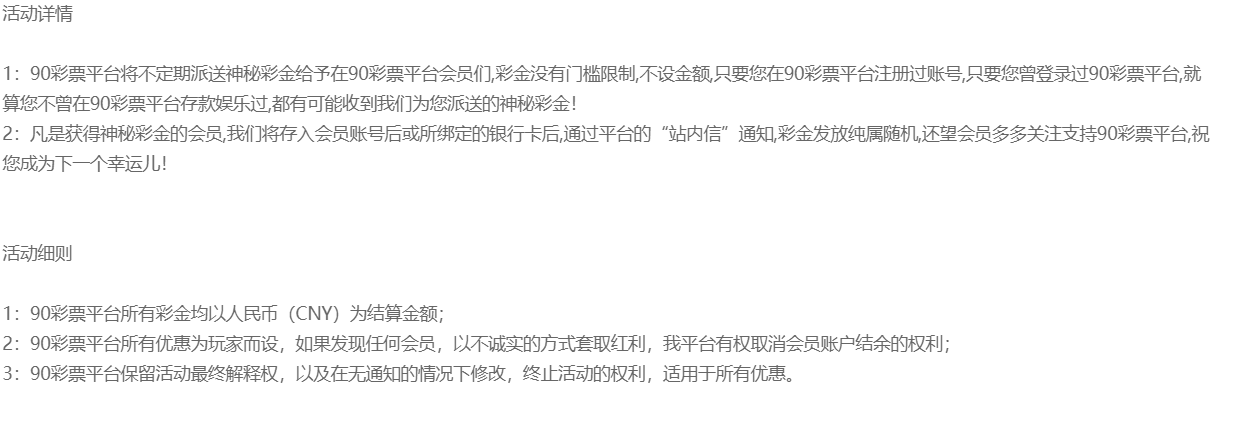 活动详情
1：90彩票平台将不定期派送神秘彩金给予在90彩票平台会员们,彩金没有门槛限制,不设金额,只要您在90彩票平台注册过账号,只要您曾登录过90彩票平台,就
算您不曾在90彩票平台存款娱乐过,都有可能收到我们为您派送的神秘彩金！
2：凡是获得神秘彩金的会员,我们将存入会员账号后或所绑定的银行卡后,通过平台的“站内信”通知,彩金发放纯属随机,还望会员多多关注支持90彩票平台,祝
您成为下一个幸运儿！
活动细则
1：90彩票平台所有彩金均以人民币（CNY）为结算金额；
2：90彩票平台所有优惠为玩家而设，如果发现任何会员，以不诚实的方式套取红利，我平台有权取消会员账户结余的权利；
3：90彩票平台保留活动最终解释权，以及在无通知的情况下修改，终止活动的权利，适用于所有优惠。